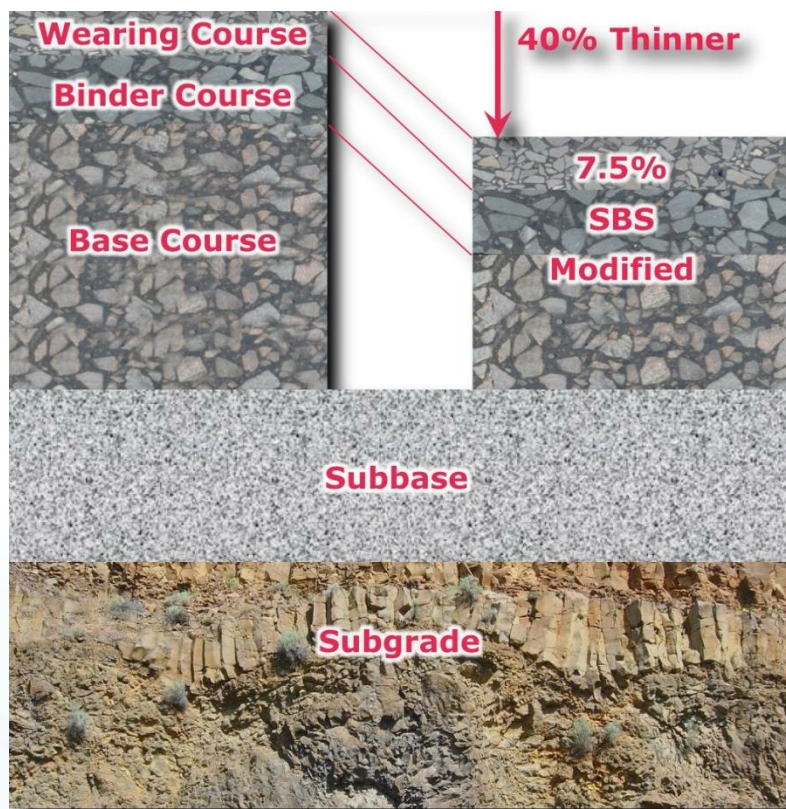 Wearing Course
40% Thinner
Binder Course
7.5%
SBS
Base Course
Modified
Subbase
Subgrade